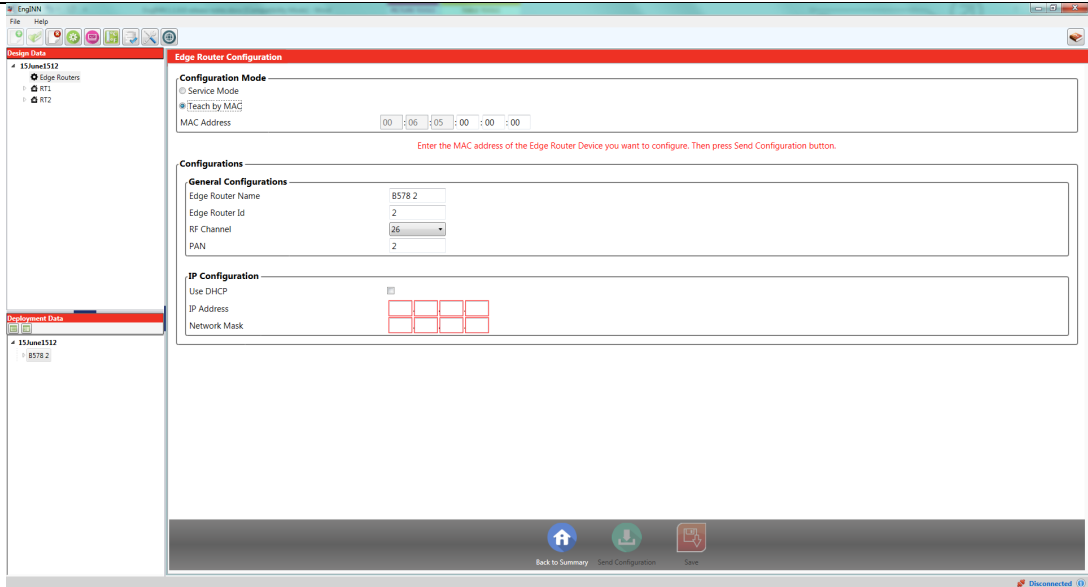 EngINN
File Help
Design Data
15June1512
Edge Routers
RT1
RT2
Deployment Data
15June1512
B578 2
Edge Router Configuration
Configuration Mode
Service Mode
Teach by MAC
MAC Address 00 : 06 : 05 : 00 : 00 : 00
Enter the MAC address of the Edge Router Device you want to configure. Then press Send Configuration button.
Configurations
General Configurations
Edge Router Name B578 2
Edge Router Id 2
RF Channel 26
PAN 2
IP Configuration
Use DHCP
IP Address . . .
Network Mask . . .
Back to Summary Send Configuration Save
Disconnected